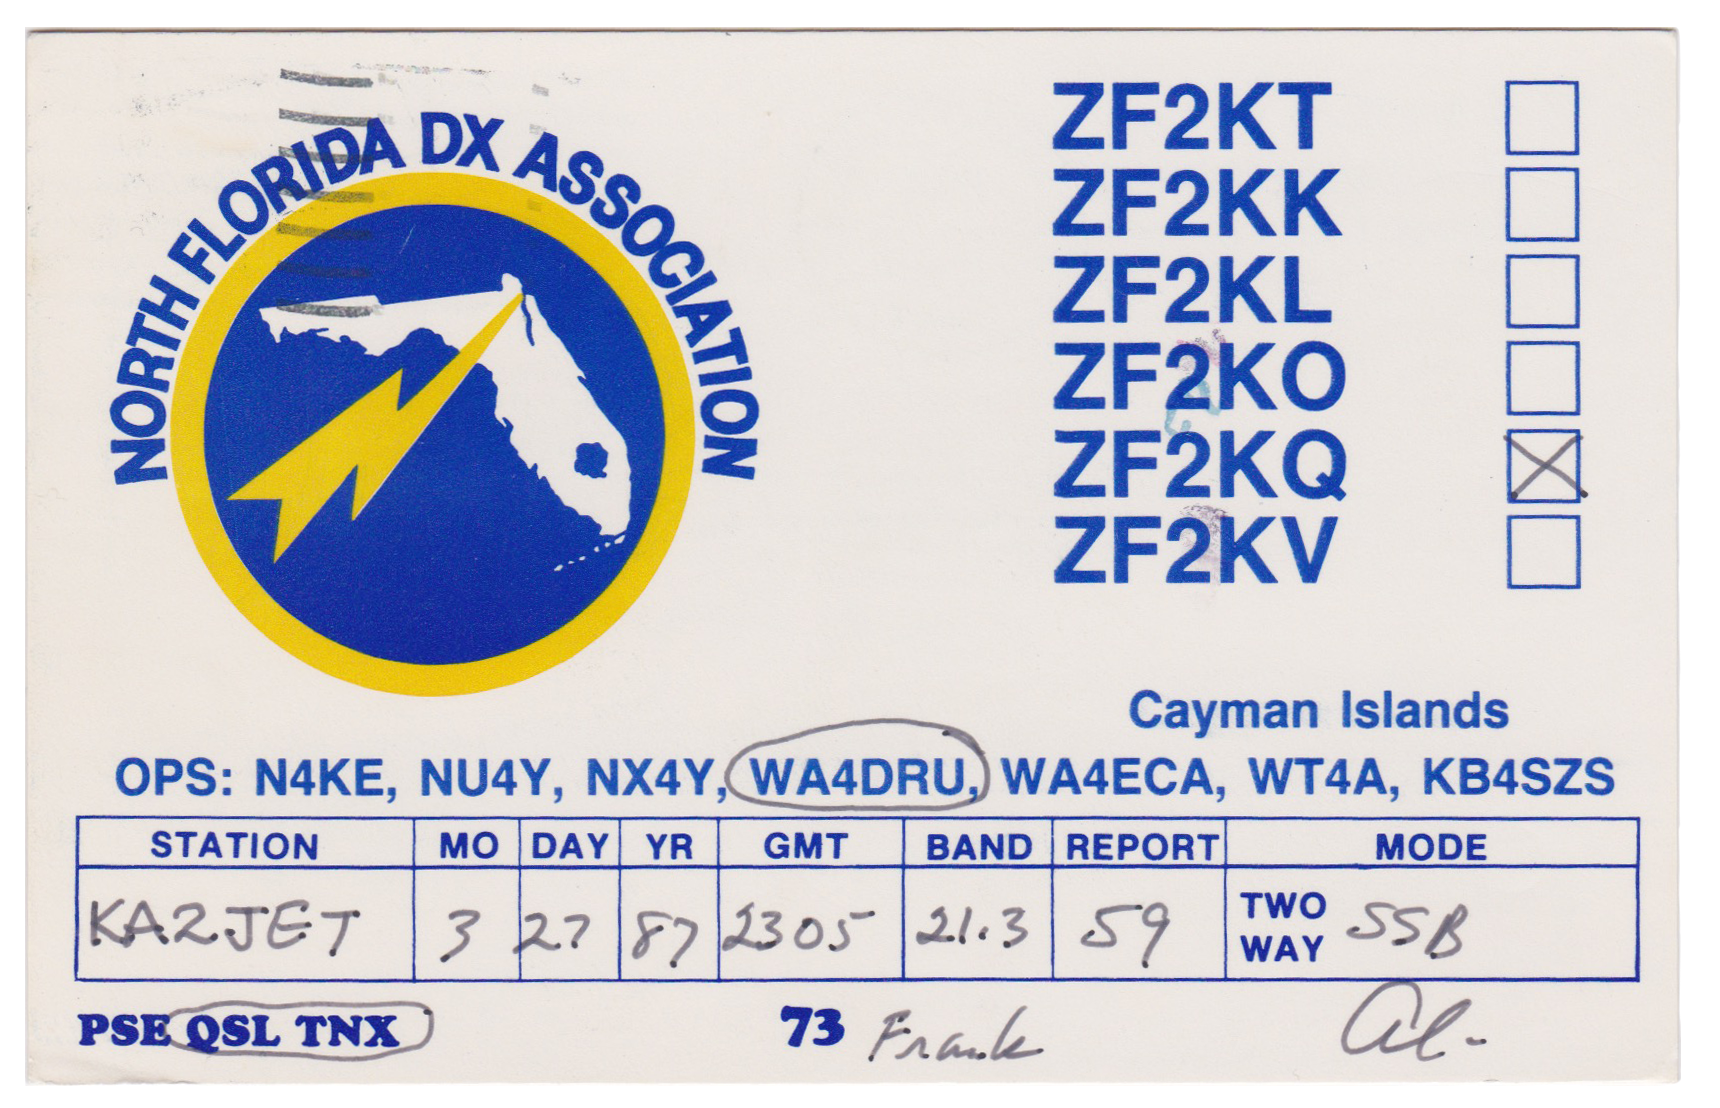 NORTH FLORIDA DX ASSOCIATION
ZF2KT
ZF2KK
ZF2KL
ZF2KO
ZF2KQ
ZF2KV
Cayman Islands
OPS: N4KE, NU4Y, NX4Y, WA4DRU, WA4ECA, WT4A, KB4SZS
STATION MO DAY YR GMT BAND REPORT MODE
KA2JET 3 27 87 2305 21.3 59 TWO WAY SSB
PSE QSL TNX 73 Frank Al-